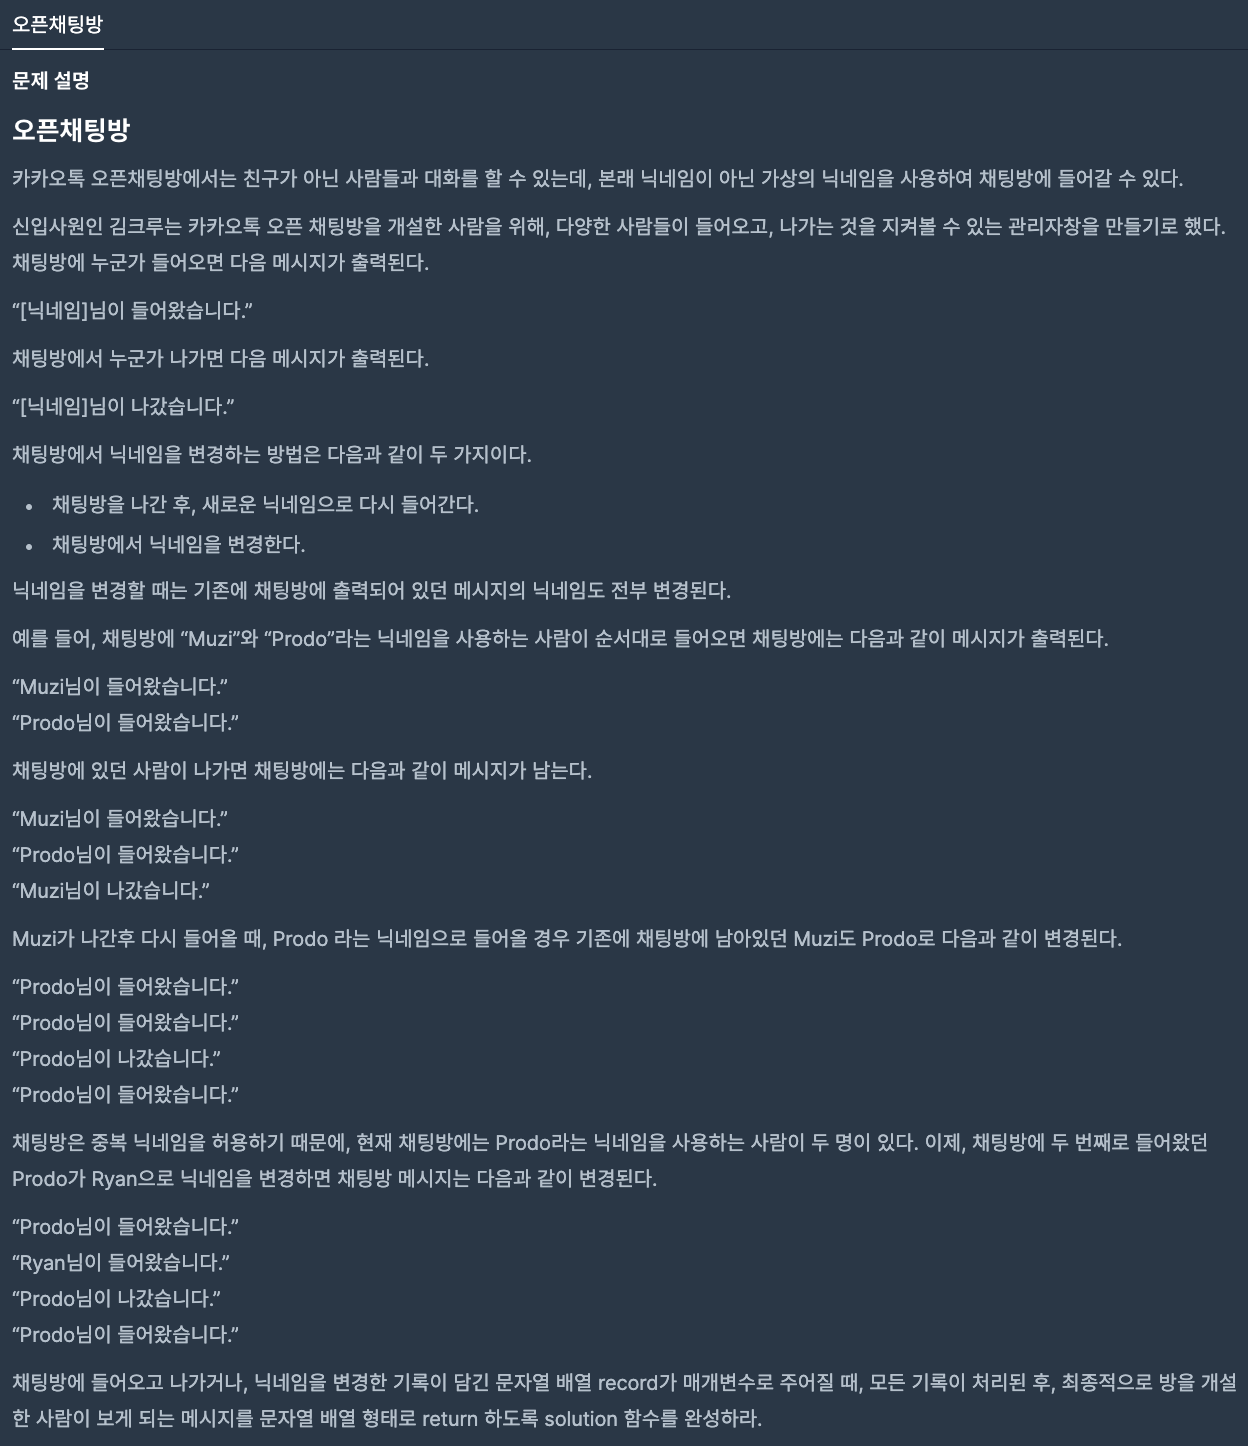 오픈채팅방
문제 설명
오픈채팅방
카카오톡 오픈채팅방에서는 친구가 아닌 사람들과 대화를 할 수 있는데, 본래 닉네임이 아닌 가상의 닉네임을 사용하여 채팅방에 들어갈 수 있다.
신입사원인 김크루는 카카오톡 오픈 채팅방을 개설한 사람을 위해, 다양한 사람들이 들어오고, 나가는 것을 지켜볼 수 있는 관리자창을 만들기로 했다.
채팅방에 누군가 들어오면 다음 메시지가 출력된다.
“[닉네임]님이 들어왔습니다.”
채팅방에서 누군가 나가면 다음 메시지가 출력된다.
“[닉네임]님이 나갔습니다.”
채팅방에서 닉네임을 변경하는 방법은 다음과 같이 두 가지이다.
• 채팅방을 나간 후, 새로운 닉네임으로 다시 들어간다.
• 채팅방에서 닉네임을 변경한다.
닉네임을 변경할 때는 기존에 채팅방에 출력되어 있던 메시지의 닉네임도 전부 변경된다.
예를 들어, 채팅방에 “Muzi”와 “Prodo”라는 닉네임을 사용하는 사람이 순서대로 들어오면 채팅방에는 다음과 같이 메시지가 출력된다.
“Muzi님이 들어왔습니다.”
“Prodo님이 들어왔습니다.”
채팅방에 있던 사람이 나가면 채팅방에는 다음과 같이 메시지가 남는다.
“Muzi님이 들어왔습니다.”
“Prodo님이 들어왔습니다.”
“Muzi님이 나갔습니다.”
Muzi가 나간후 다시 들어올 때, Prodo 라는 닉네임으로 들어올 경우 기존에 채팅방에 남아있던 Muzi도 Prodo로 다음과 같이 변경된다.
“Prodo님이 들어왔습니다.”
“Prodo님이 들어왔습니다.”
“Prodo님이 나갔습니다.”
“Prodo님이 들어왔습니다.”
채팅방은 중복 닉네임을 허용하기 때문에, 현재 채팅방에는 Prodo라는 닉네임을 사용하는 사람이 두 명이 있다. 이제, 채팅방에 두 번째로 들어왔던
Prodo가 Ryan으로 닉네임을 변경하면 채팅방 메시지는 다음과 같이 변경된다.
“Prodo님이 들어왔습니다.”
“Ryan님이 들어왔습니다.”
“Prodo님이 나갔습니다.”
“Prodo님이 들어왔습니다.”
채팅방에 들어오고 나가거나, 닉네임을 변경한 기록이 담긴 문자열 배열 record가 매개변수로 주어질 때, 모든 기록이 처리된 후, 최종적으로 방을 개설
한 사람이 보게 되는 메시지를 문자열 배열 형태로 return 하도록 solution 함수를 완성하라.